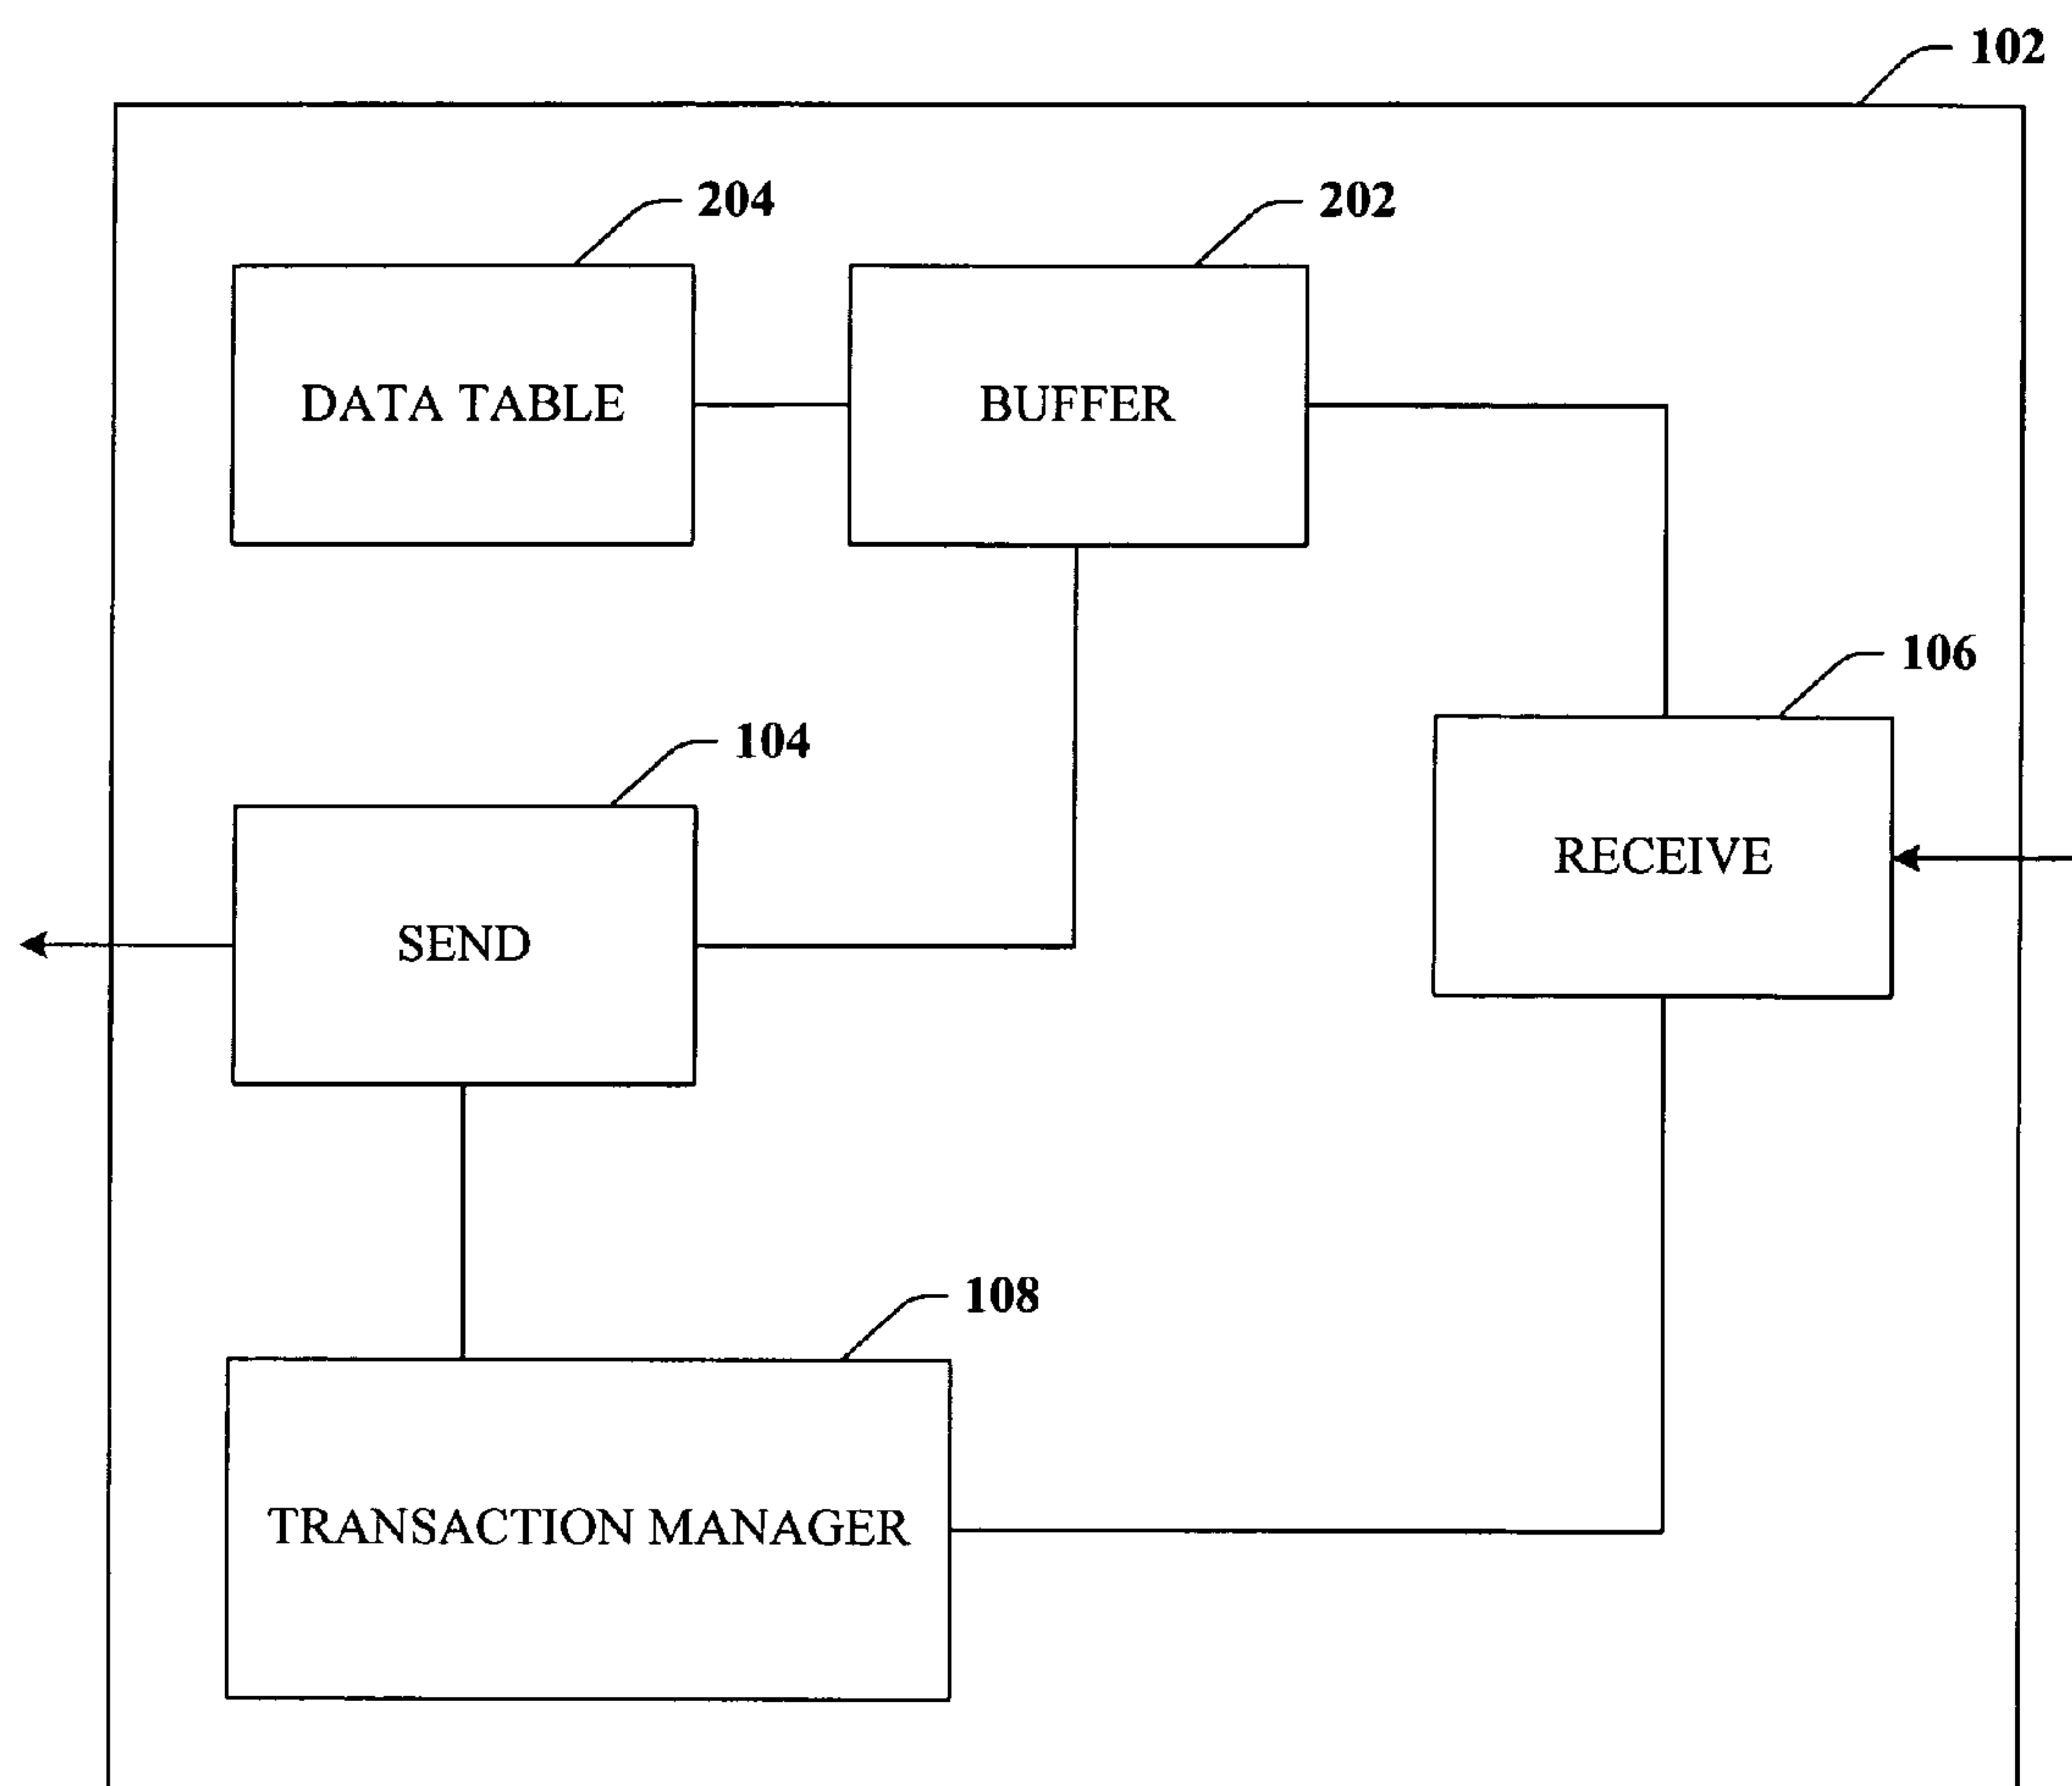 102
204
202
DATA TABLE
BUFFER
106
104
RECEIVE
SEND
108
TRANSACTION MANAGER